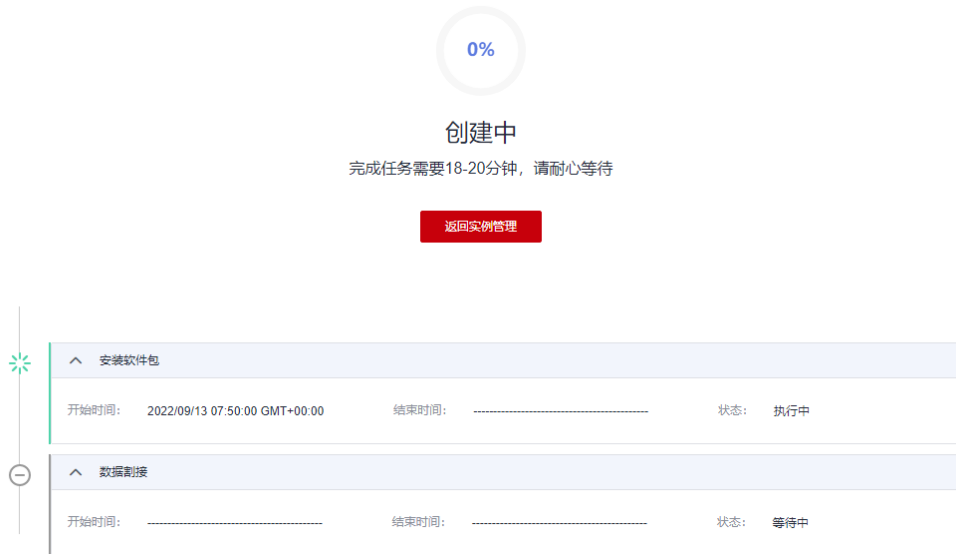 0%
创建中
完成任务需要18-20分钟，请耐心等待
返回实例管理
安装软件包
开始时间： 2022/09/13 07:50:00 GMT+00:00 结束时间： -------------------------------------------- 状态： 执行中
数据割接
开始时间： -------------------------------------------- 结束时间： -------------------------------------------- 状态： 等待中